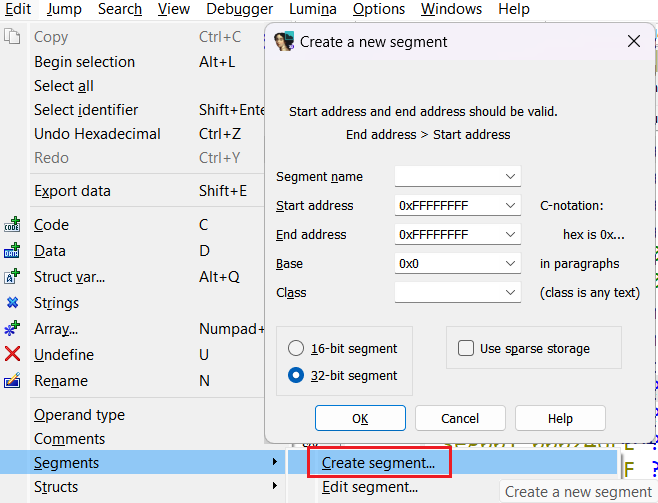 Edit Jump Search View Debugger Lumina Options Windows Help
Copy Ctrl+C
Begin selection Alt+L
Select all
Select identifier Shift+Ente
Undo Hexadecimal Ctrl+Z
Redo Ctrl+Y
Export data Shift+E
Code C
Data D
Struct var... Alt+Q
Strings
Array... Numpad+
Undefine U
Rename N
Operand type
Comments
Segments
Structs
Create a new segment
Start address and end address should be valid.
End address > Start address
Segment name
Start address 0xFFFFFFFF C-notation:
End address 0xFFFFFFFF hex is 0x...
Base 0x0 in paragraphs
Class (class is any text)
16-bit segment
32-bit segment
Use sparse storage
OK Cancel Help
Create segment...
Edit segment...
Create a new segment